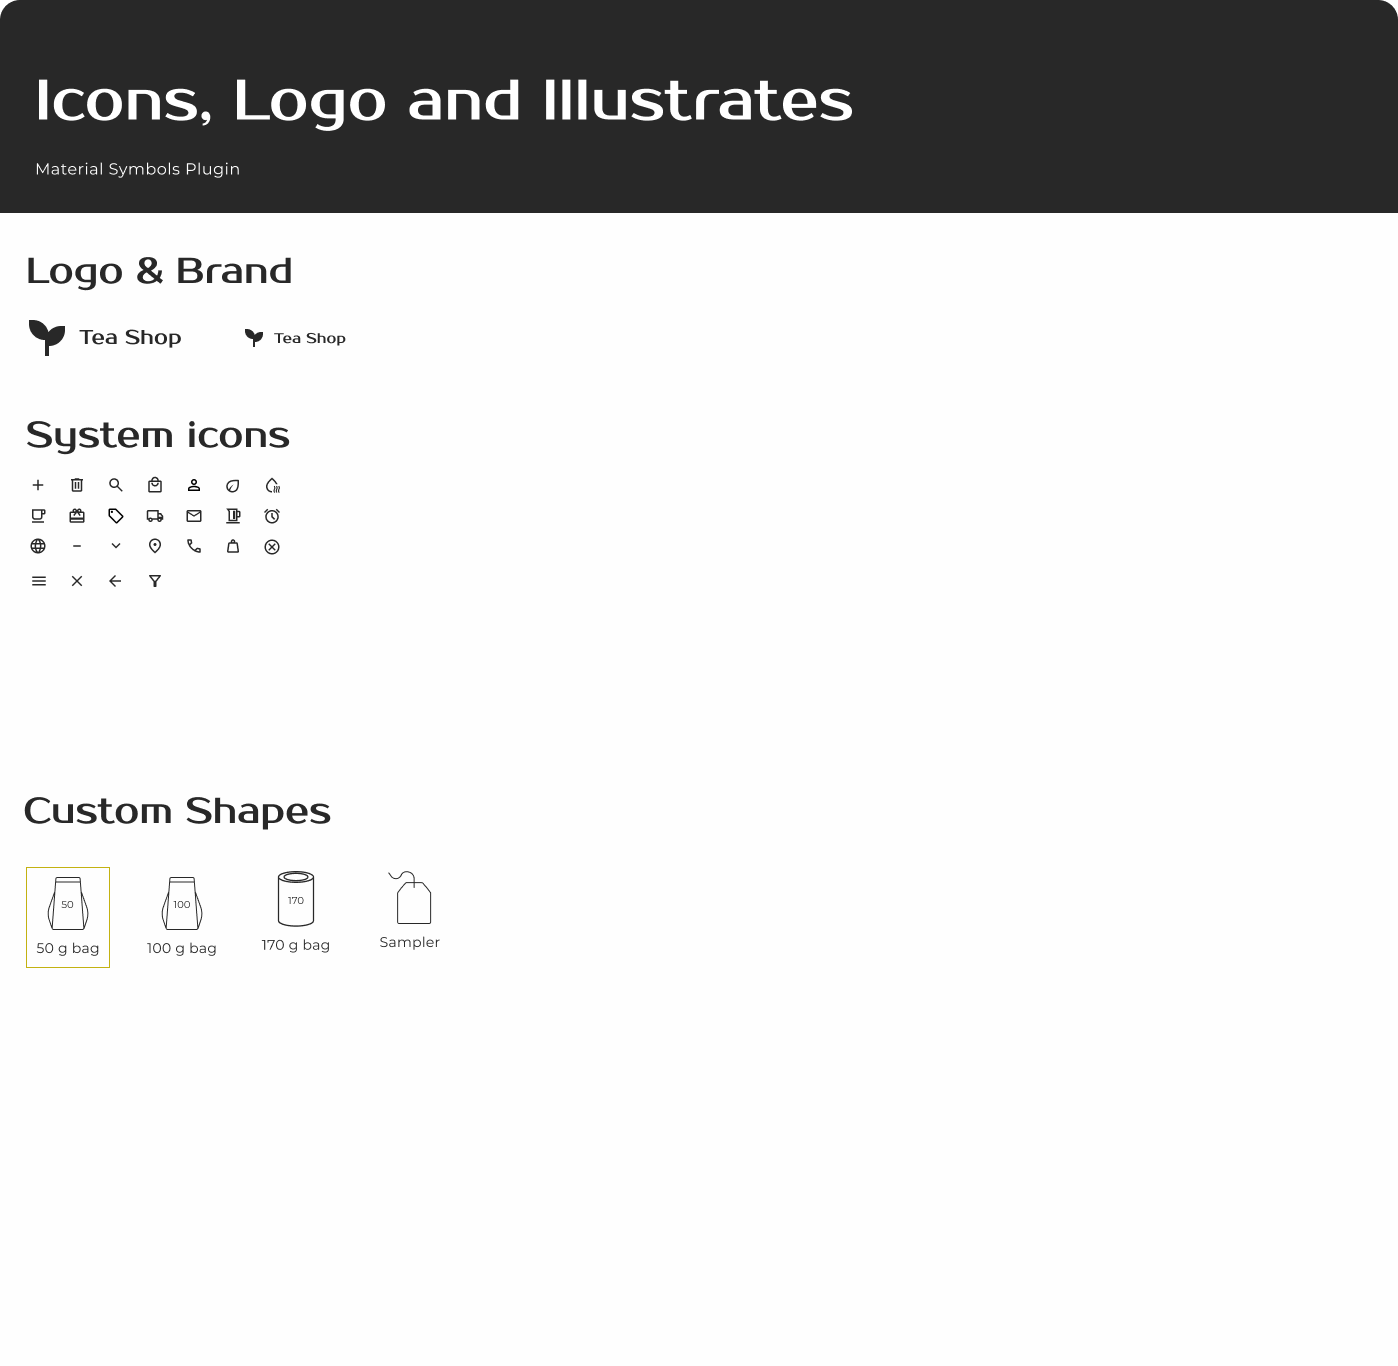 Icons, Logo and Illustrates
Material Symbols Plugin
Logo & Brand
Tea Shop Tea Shop
System icons
Custom Shapes
50 100 170
50 g bag 100 g bag 170 g bag Sampler